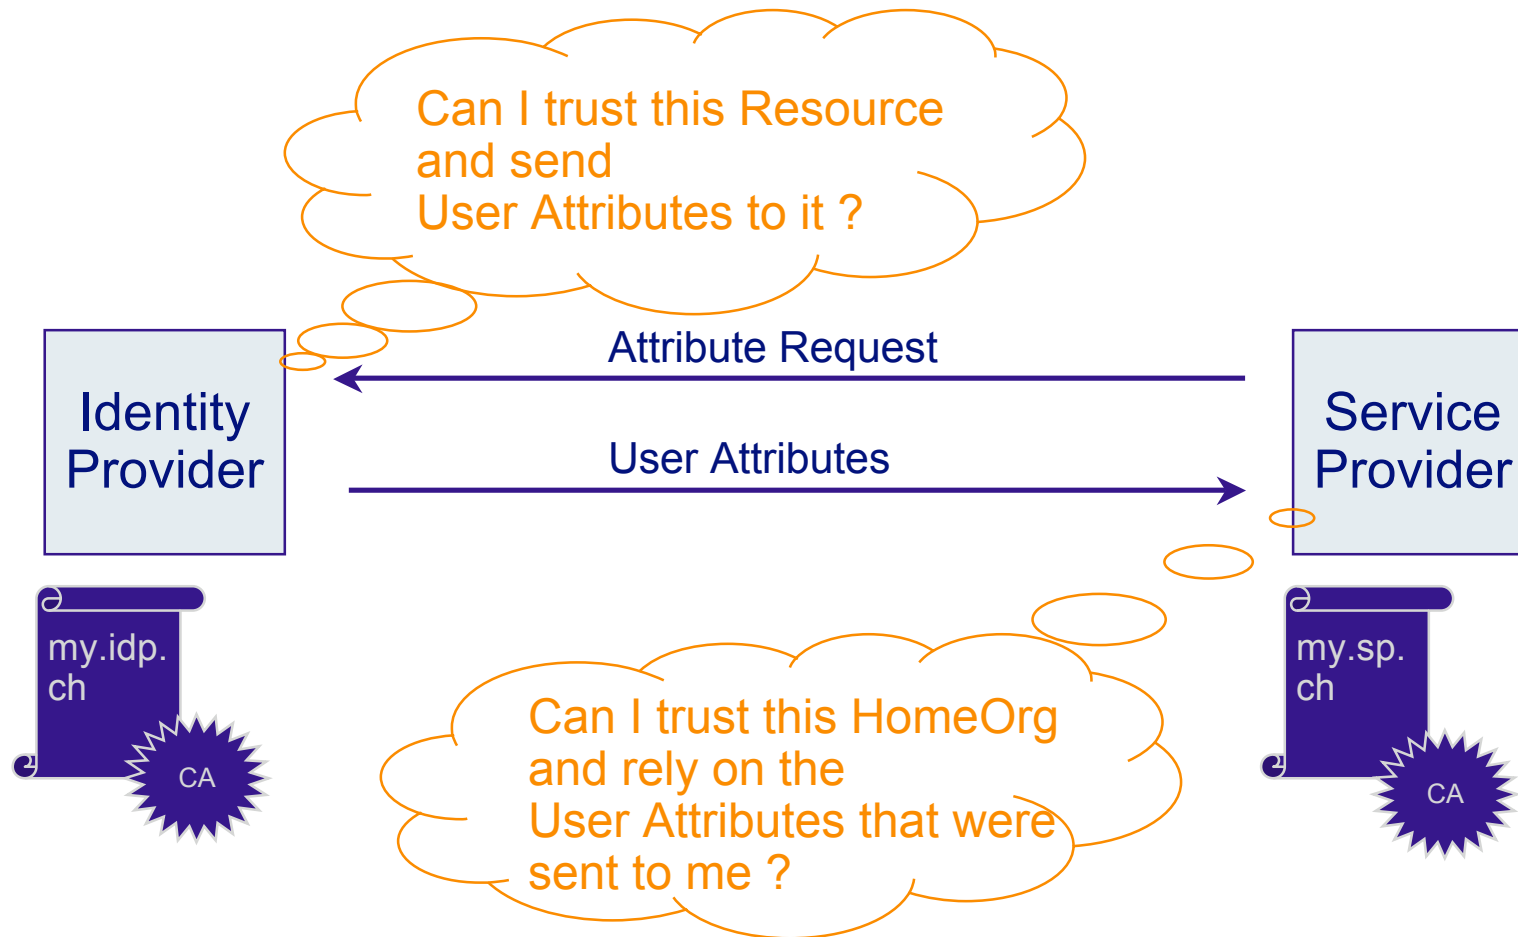 Can I trust this Resource
and send
User Attributes to it ?
Attribute Request
Identity
Provider
Service
Provider
User Attributes
my.idp.
ch
CA
my.sp.
ch
CA
Can I trust this HomeOrg
and rely on the
User Attributes that were
sent to me ?